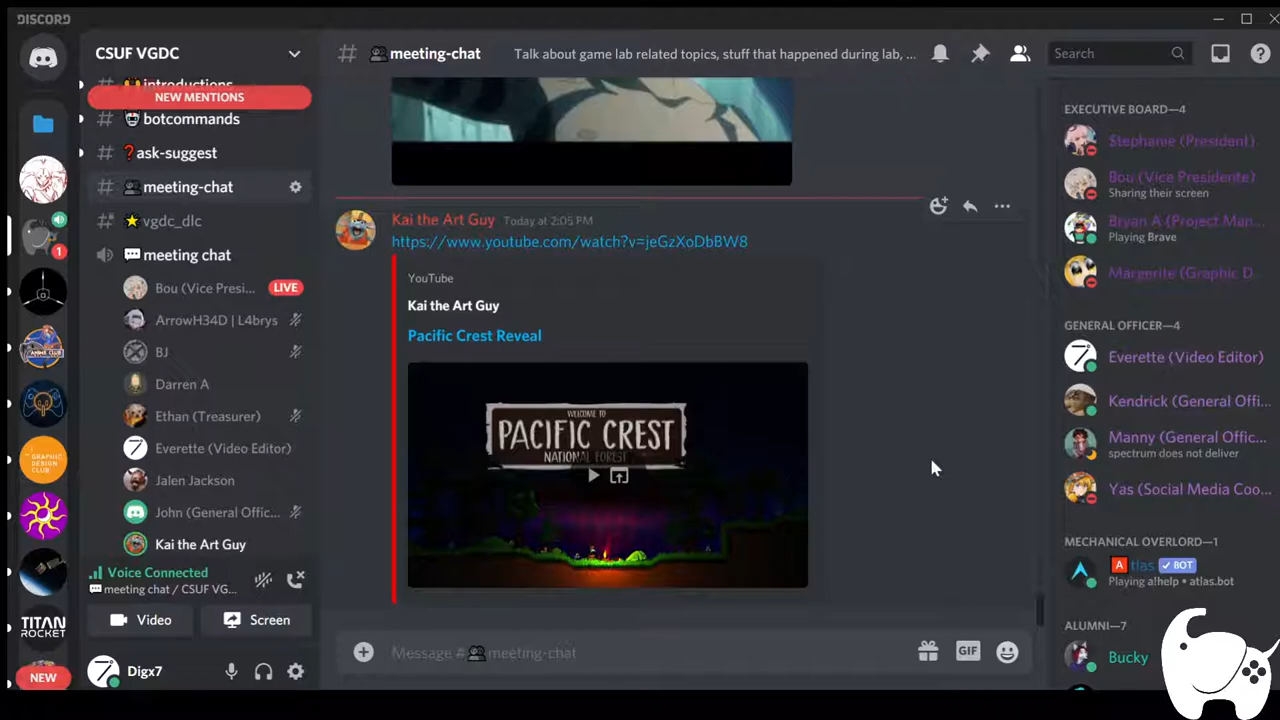 DISCORD
CSUF VGDC
introductions
NEW MENTIONS
botcommands
ask-suggest
meeting-chat
vgdc_dlc
meeting chat
Bou (Vice Presi... LIVE
ArrowH34D | L4brys
BJ
Darren A
Ethan (Treasurer)
Everette (Video Editor)
Jalen Jackson
John (General Offic...
Kai the Art Guy
Voice Connected
meeting chat / CSUF VG...
Video
Screen
Digx7
ANIME CLUB
GRAPHIC
DESIGN
CLUB
TITAN
ROCKET
NEW
1
meeting-chat
Talk about game lab related topics, stuff that happened during lab, ...
Search
Kai the Art Guy Today at 2:05 PM
https://www.youtube.com/watch?v=jeGzXoDbBW8
YouTube
Kai the Art Guy
Pacific Crest Reveal
WELCOME TO
PACIFIC CREST
NATIONAL FOREST
Message # meeting-chat
GIF
EXECUTIVE BOARD—4
Stephanie (President)
Bou (Vice Presidente)
Sharing their screen
Bryan A (Project Man...
Playing Brave
Margerite (Graphic D...
GENERAL OFFICER—4
Everette (Video Editor)
Kendrick (General Offi...
Manny (General Offic...
spectrum does not deliver
Yas (Social Media Coo...
MECHANICAL OVERLORD—1
Atlas BOT
Playing a!help • atlas.bot
ALUMNI—7
Bucky